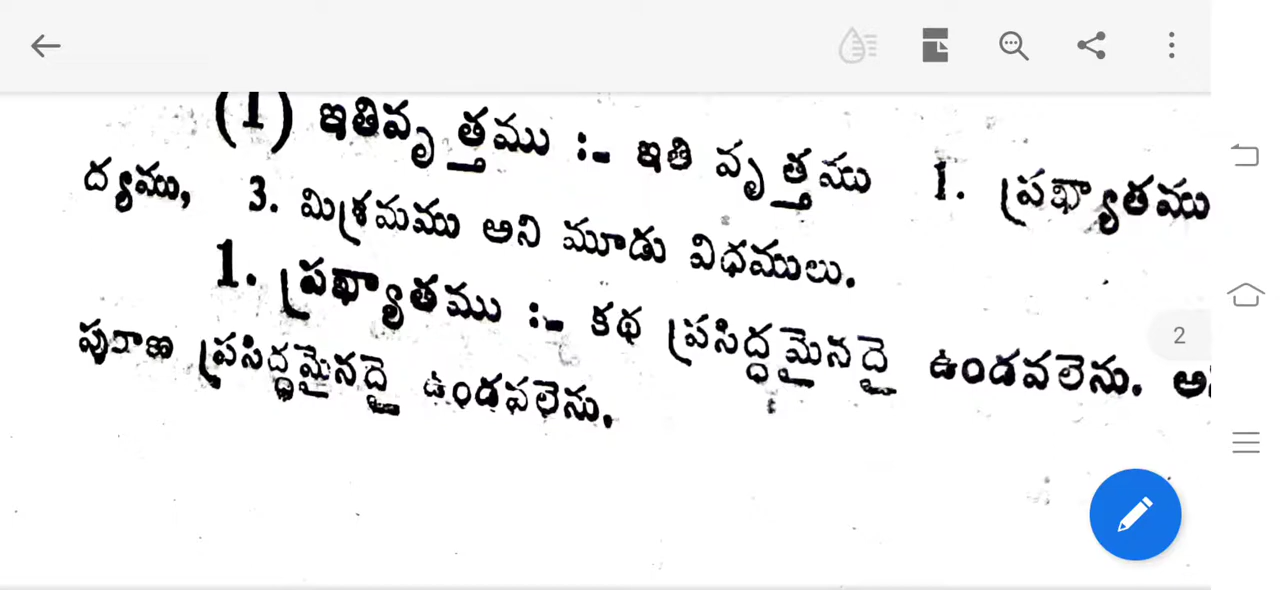 (1) ఇతివృత్తము :- ఇతి వృత్తము 1. ప్రఖ్యాతము
ద్యము, 3. మిశ్రమము అని మూడు విధములు.
1. ప్రఖ్యాతము :- కథ ప్రసిద్ధమైనదై ఉండవలెను.
పురాణ ప్రసిద్ధమైనదై ఉండవలెను.
2